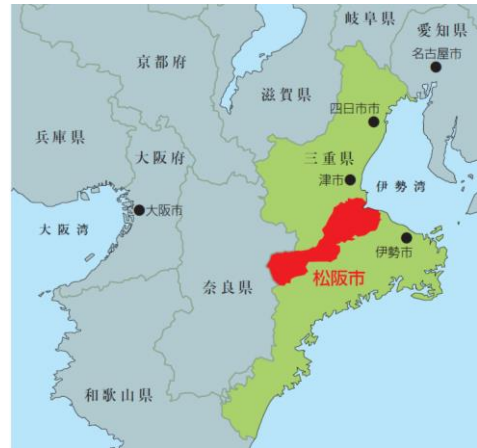 岐阜県
愛知県
名古屋市
京都府
滋賀県
四日市市
兵庫県
大阪府
三重県
津市
伊勢湾
大阪市
大阪湾
伊勢市
松阪市
奈良県
和歌山県